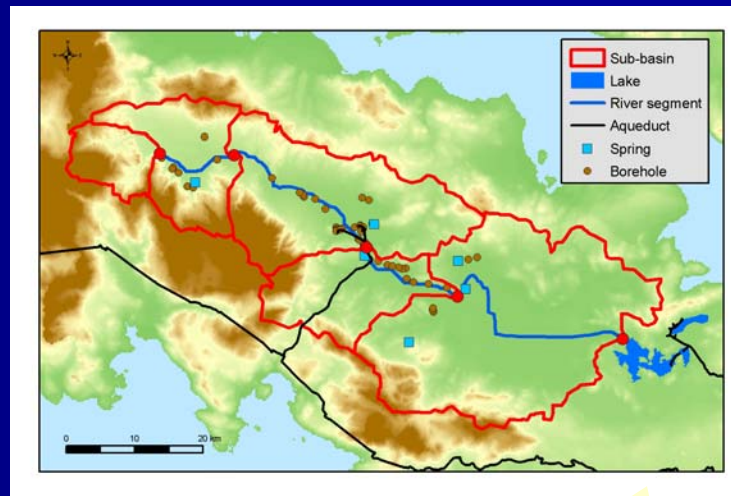 Sub-basin
Lake
River segment
Aqueduct
Spring
Borehole
0 10 20 km